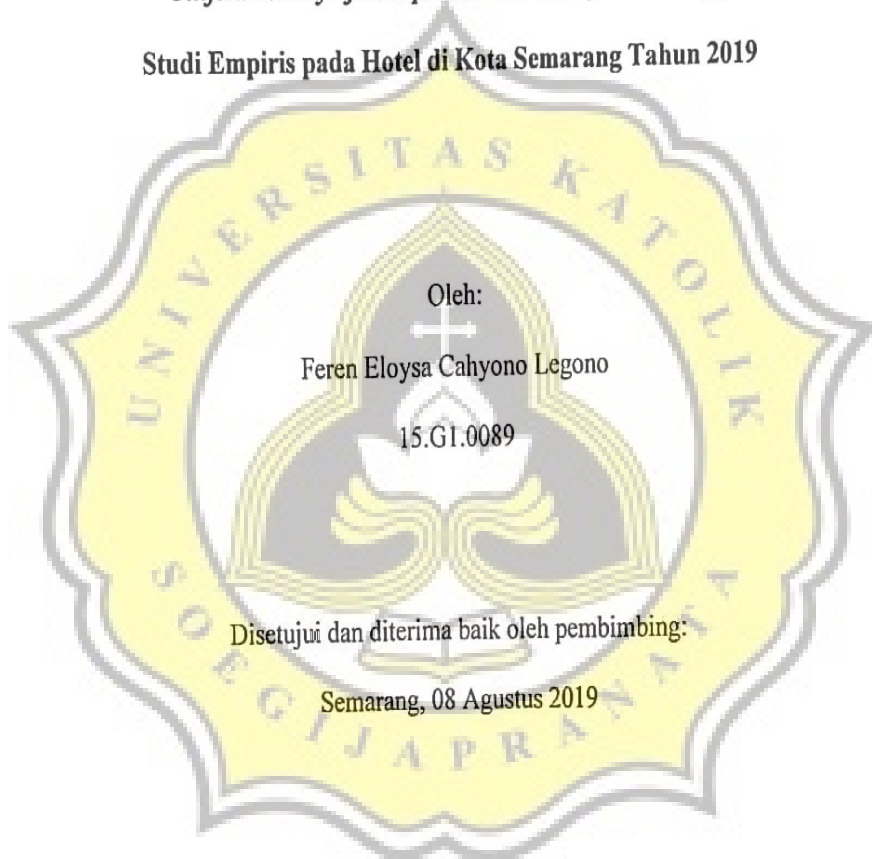 Studi Empiris pada Hotel di Kota Semarang Tahun 2019
UNIVERSITAS KATOLIK
Oleh:
Feren Eloysa Cahyono Legono
15.G1.0089
Disetujui dan diterima baik oleh pembimbing:
Semarang, 08 Agustus 2019
SOEGIJAPRANATA